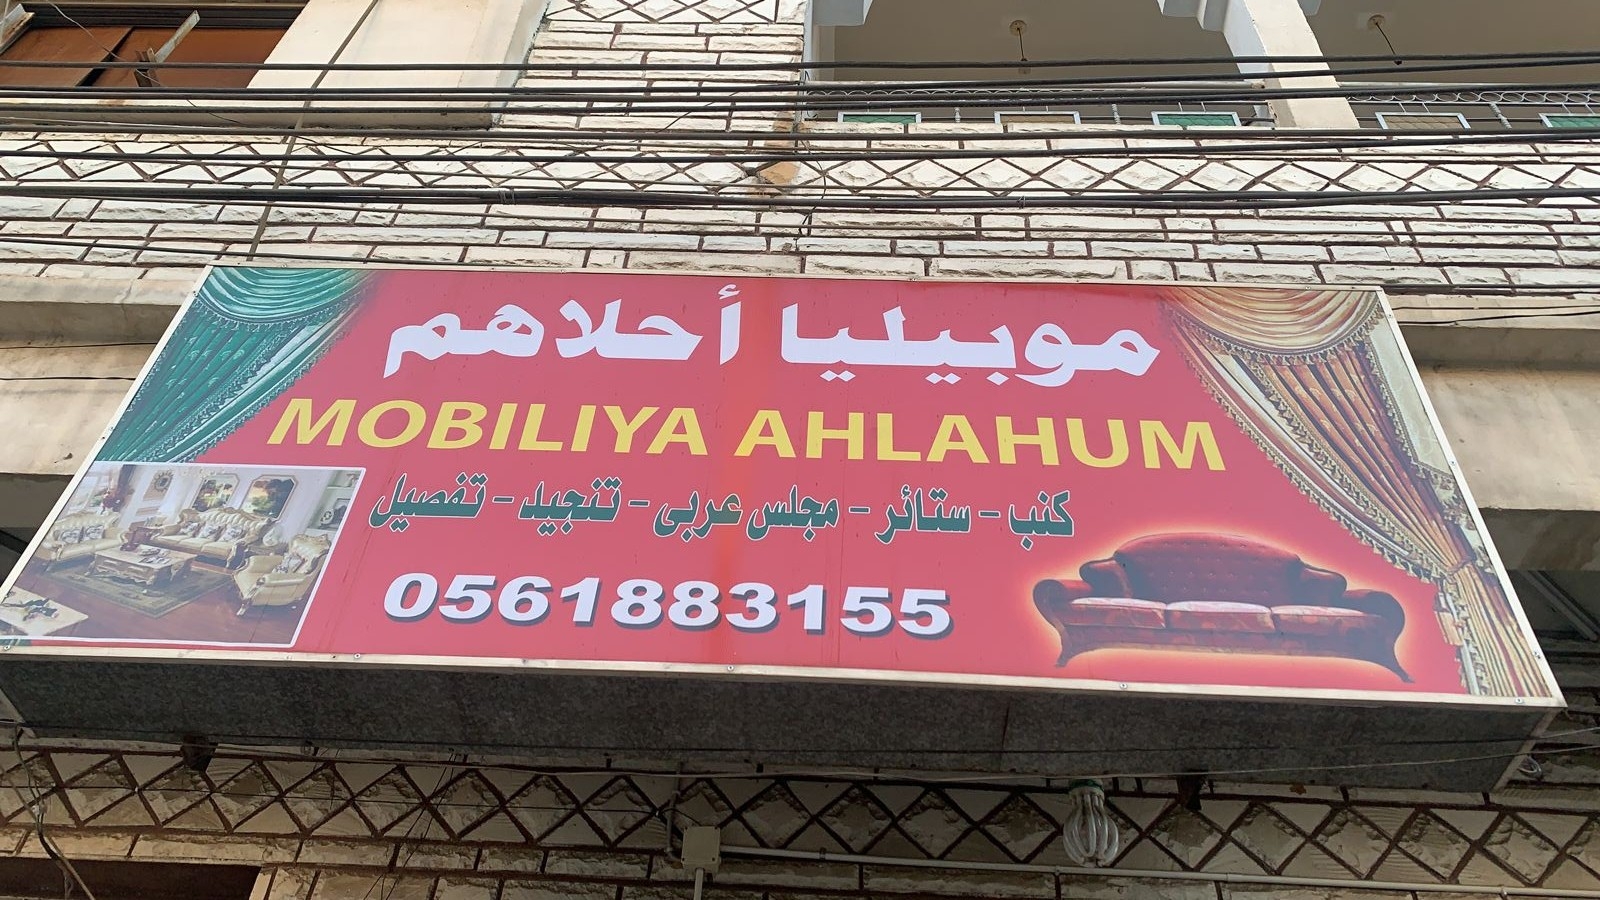 موبيليا أحلاهم
MOBILIYA AHLAHUM
كنب - ستائر - مجلس عربى - تنجيد - تفصيل
0561883155